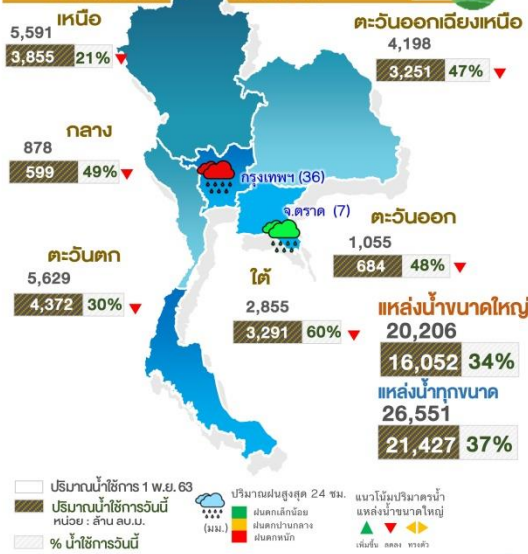 เหนือ
5,591
3,855 21%
ตะวันออกเฉียงเหนือ
4,198
3,251 47%
กลาง
878
599 49%
กรุงเทพฯ (36)
จ.ตราด (7)
ตะวันออก
1,055
684 48%
ตะวันตก
5,629
4,372 30%
ใต้
2,855
3,291 60%
แหล่งน้ำขนาดใหญ่
20,206
16,052 34%
แหล่งน้ำทุกขนาด
26,551
21,427 37%
ปริมาณน้ำใช้การ 1 พ.ย.63
ปริมาณน้ำใช้การวันนี้
หน่วย : ล้าน ลบ.ม.
% น้ำใช้การวันนี้
(มม.)
ปริมาณฝนสูงสุด 24 ชม.
ฝนตกเล็กน้อย
ฝนตกปานกลาง
ฝนตกหนัก
แนวโน้มปริมาตรน้ำ
แหล่งน้ำขนาดใหญ่
เพิ่มขึ้น ลดลง ทรงตัว